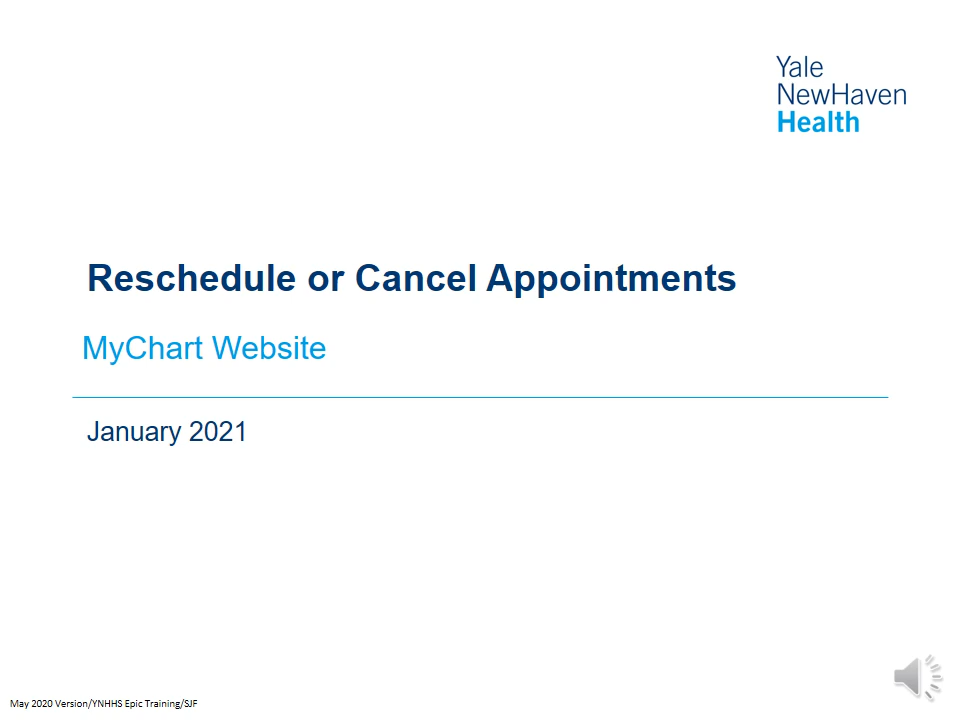 Yale
NewHaven
Health
Reschedule or Cancel Appointments
MyChart Website
January 2021
May 2020 Version/YNHHS Epic Training/SJF